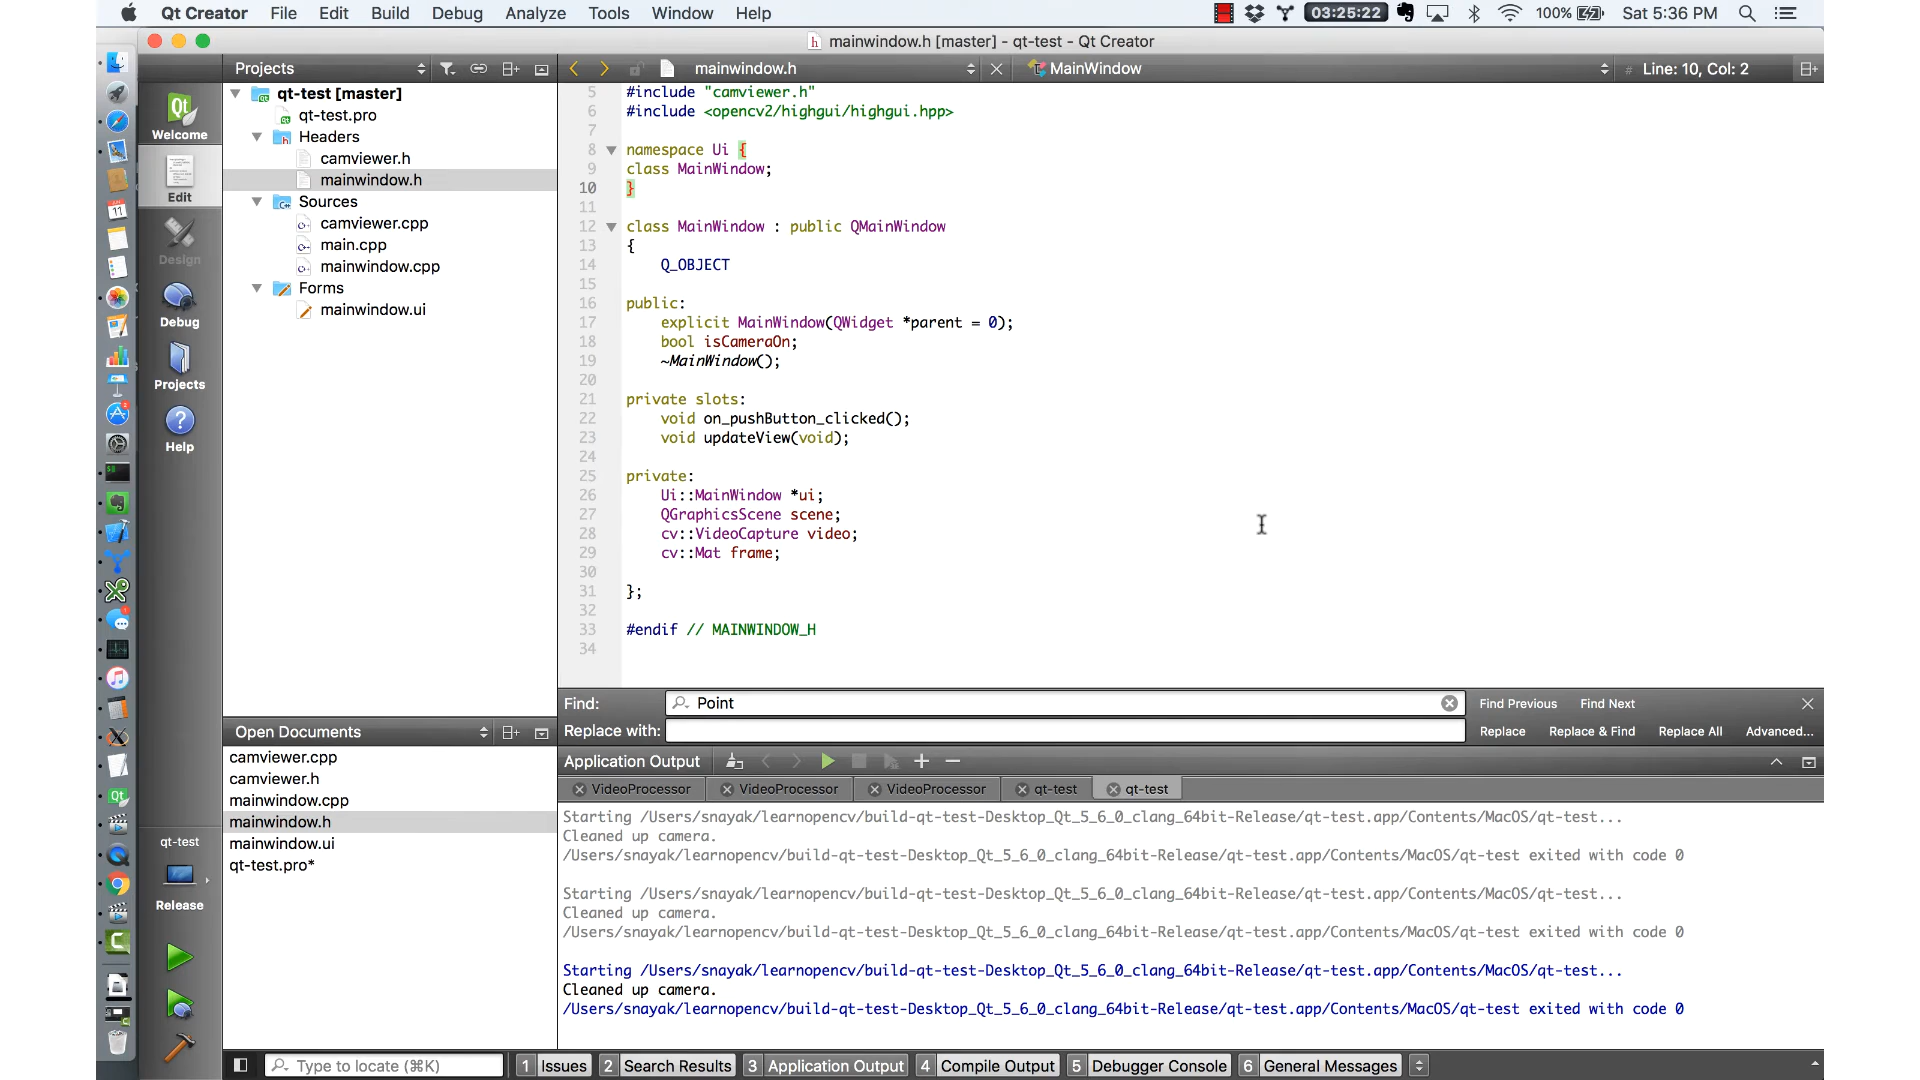 Qt Creator File Edit Build Debug Analyze Tools Window Help 03:25:22 100% Sat 5:36 PM
mainwindow.h [master] - qt-test - Qt Creator
Projects
mainwindow.h
MainWindow
# Line: 10, Col: 2
Welcome
Edit
Design
Debug
Projects
Help
qt-test [master]
qt-test.pro
Headers
camviewer.h
mainwindow.h
Sources
camviewer.cpp
main.cpp
mainwindow.cpp
Forms
mainwindow.ui
5 #include "camviewer.h"
6 #include <opencv2/highgui/highgui.hpp>
7
8 namespace Ui {
9 class MainWindow;
10 }
11
12 class MainWindow : public QMainWindow
13 {
14 Q_OBJECT
15
16 public:
17 explicit MainWindow(QWidget *parent = 0);
18 bool isCameraOn;
19 ~MainWindow();
20
21 private slots:
22 void on_pushButton_clicked();
23 void updateView(void);
24
25 private:
26 Ui::MainWindow *ui;
27 QGraphicsScene scene;
28 cv::VideoCapture video;
29 cv::Mat frame;
30
31 };
32
33 #endif // MAINWINDOW_H
34
Find: Point Find Previous Find Next
Replace with: Replace Replace & Find Replace All Advanced...
Open Documents
camviewer.cpp
camviewer.h
mainwindow.cpp
mainwindow.h
mainwindow.ui
qt-test.pro*
qt-test
Release
Application Output
VideoProcessor VideoProcessor VideoProcessor qt-test qt-test
Starting /Users/snayak/learnopencv/build-qt-test-Desktop_Qt_5_6_0_clang_64bit-Release/qt-test.app/Contents/MacOS/qt-test...
Cleaned up camera.
/Users/snayak/learnopencv/build-qt-test-Desktop_Qt_5_6_0_clang_64bit-Release/qt-test.app/Contents/MacOS/qt-test exited with code 0
Starting /Users/snayak/learnopencv/build-qt-test-Desktop_Qt_5_6_0_clang_64bit-Release/qt-test.app/Contents/MacOS/qt-test...
Cleaned up camera.
/Users/snayak/learnopencv/build-qt-test-Desktop_Qt_5_6_0_clang_64bit-Release/qt-test.app/Contents/MacOS/qt-test exited with code 0
Starting /Users/snayak/learnopencv/build-qt-test-Desktop_Qt_5_6_0_clang_64bit-Release/qt-test.app/Contents/MacOS/qt-test...
Cleaned up camera.
/Users/snayak/learnopencv/build-qt-test-Desktop_Qt_5_6_0_clang_64bit-Release/qt-test.app/Contents/MacOS/qt-test exited with code 0
Type to locate (⌘K) 1 Issues 2 Search Results 3 Application Output 4 Compile Output 5 Debugger Console 6 General Messages